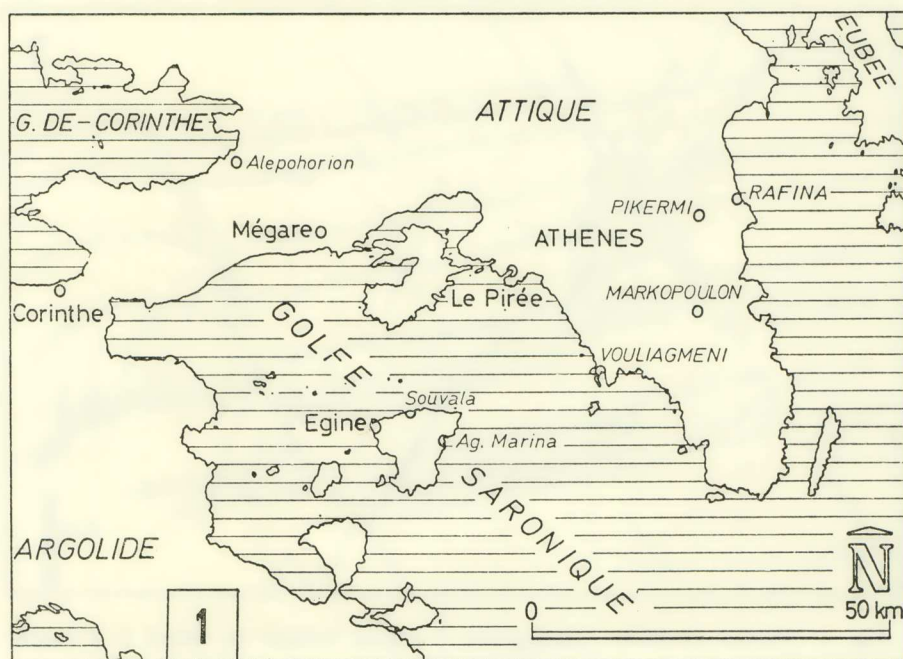 EUBEE
ATTIQUE
G. DE-CORINTHE
Alepohorion
PIKERMI
RAFINA
Mégare
ATHENES
Le Pirée
MARKOPOULON
Corinthe
GOLFE
VOULIAGMENI
Souvala
Egine
Ag. Marina
SARONIQUE
ARGOLIDE
N
1
0
50 km